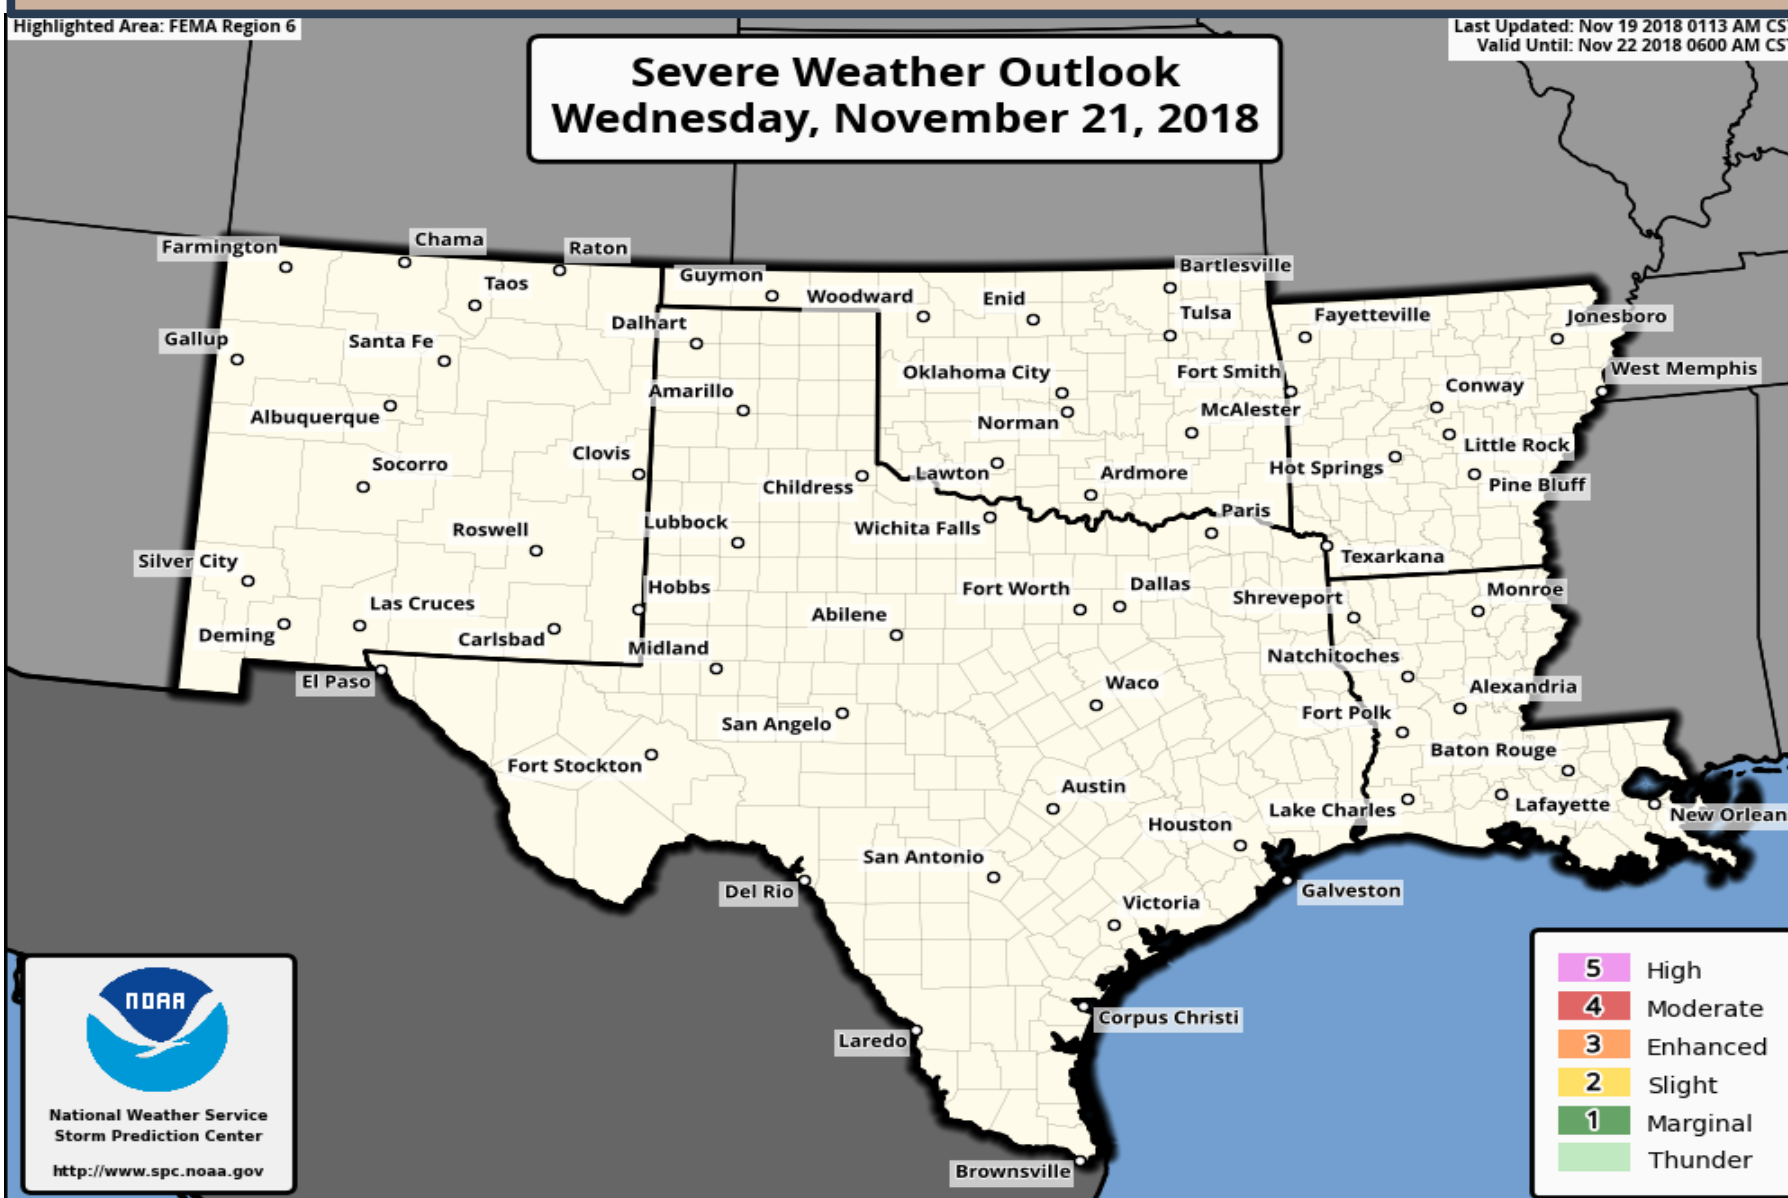 Highlighted Area: FEMA Region 6
Last Updated: Nov 19 2018 0113 AM CST
Valid Until: Nov 22 2018 0600 AM CST
Severe Weather Outlook
Wednesday, November 21, 2018
Farmington
Chama
Raton
Taos
Guymon
Woodward
Enid
Bartlesville
Tulsa
Fayetteville
Jonesboro
Gallup
Santa Fe
Dalhart
Oklahoma City
Fort Smith
West Memphis
Albuquerque
Amarillo
Norman
McAlester
Conway
Socorro
Clovis
Childress
Lawton
Ardmore
Hot Springs
Little Rock
Pine Bluff
Roswell
Lubbock
Wichita Falls
Paris
Texarkana
Silver City
Hobbs
Fort Worth
Dallas
Shreveport
Monroe
Las Cruces
Deming
Carlsbad
Midland
Abilene
Natchitoches
El Paso
Waco
Alexandria
San Angelo
Fort Polk
Fort Stockton
Baton Rouge
Austin
Lake Charles
Lafayette
New Orlean
Houston
San Antonio
Del Rio
Galveston
Victoria
Corpus Christi
Laredo
Brownsville
NOAA
National Weather Service
Storm Prediction Center
http://www.spc.noaa.gov
5 High
4 Moderate
3 Enhanced
2 Slight
1 Marginal
Thunder